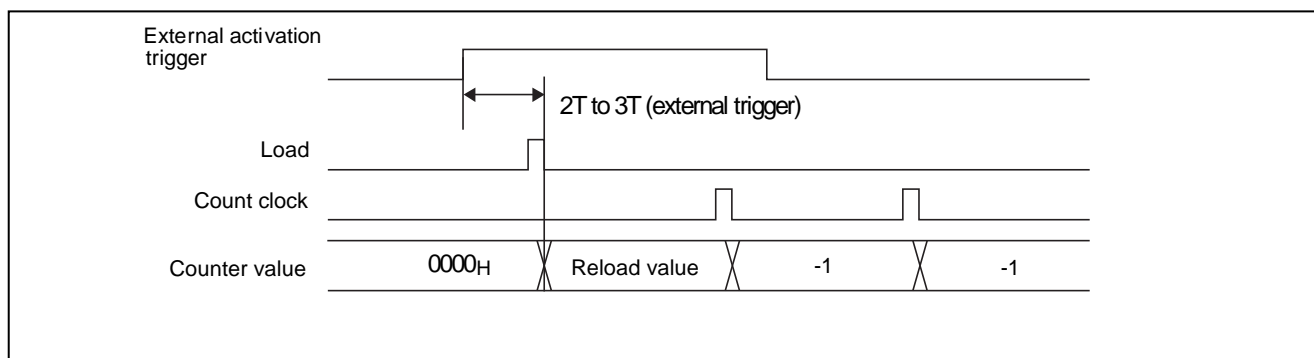 External activation
trigger
2T to 3T (external trigger)
Load
Count clock
Counter value
0000H
Reload value
-1
-1